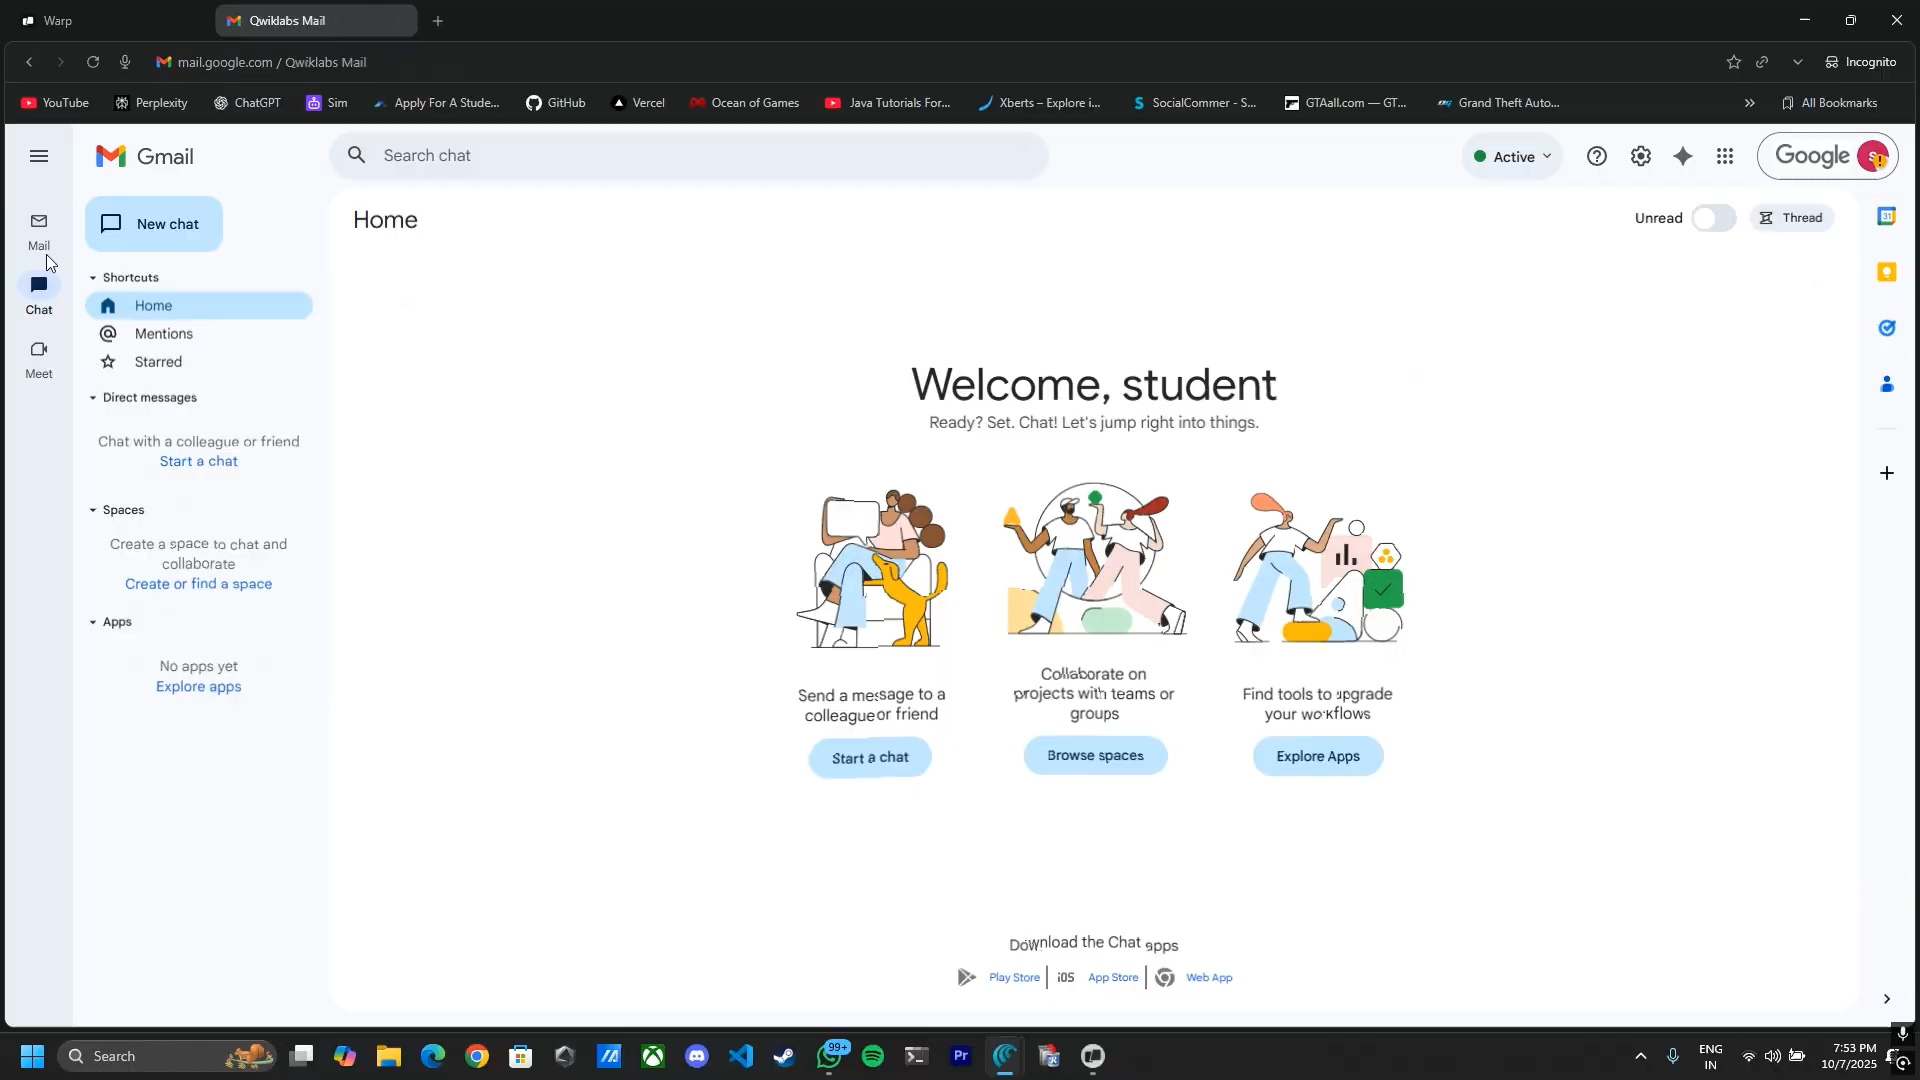 Warp
Qwiklabs Mail
mail.google.com / Qwiklabs Mail
Incognito
YouTube
Perplexity
ChatGPT
Sim
Apply For A Stude...
GitHub
Vercel
Ocean of Games
Java Tutorials For...
Xberts – Explore i...
SocialCommer - S...
GTAall.com — GT...
Grand Theft Auto...
All Bookmarks
Gmail
Search chat
Active
Google
Mail
Chat
Meet
New chat
Shortcuts
Home
Mentions
Starred
Direct messages
Chat with a colleague or friend
Start a chat
Spaces
Create a space to chat and
collaborate
Create or find a space
Apps
No apps yet
Explore apps
Home
Unread
Thread
Welcome, student
Ready? Set. Chat! Let's jump right into things.
Send a message to a
colleague or friend
Start a chat
Collaborate on
projects with teams or
groups
Browse spaces
Find tools to upgrade
your workflows
Explore Apps
Download the Chat apps
Play Store
iOS
App Store
Web App
Search
99+
Pr
ENG
IN
7:53 PM
10/7/2025